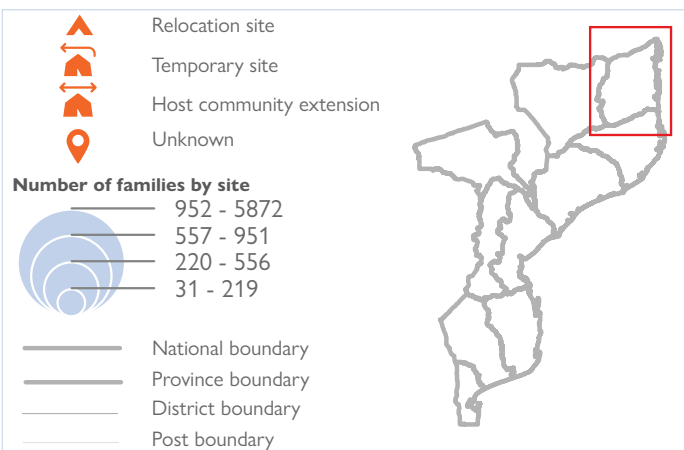 Relocation site
Temporary site
Host community extension
Unknown
Number of families by site
952 - 5872
557 - 951
220 - 556
31 - 219
National boundary
Province boundary
District boundary
Post boundary